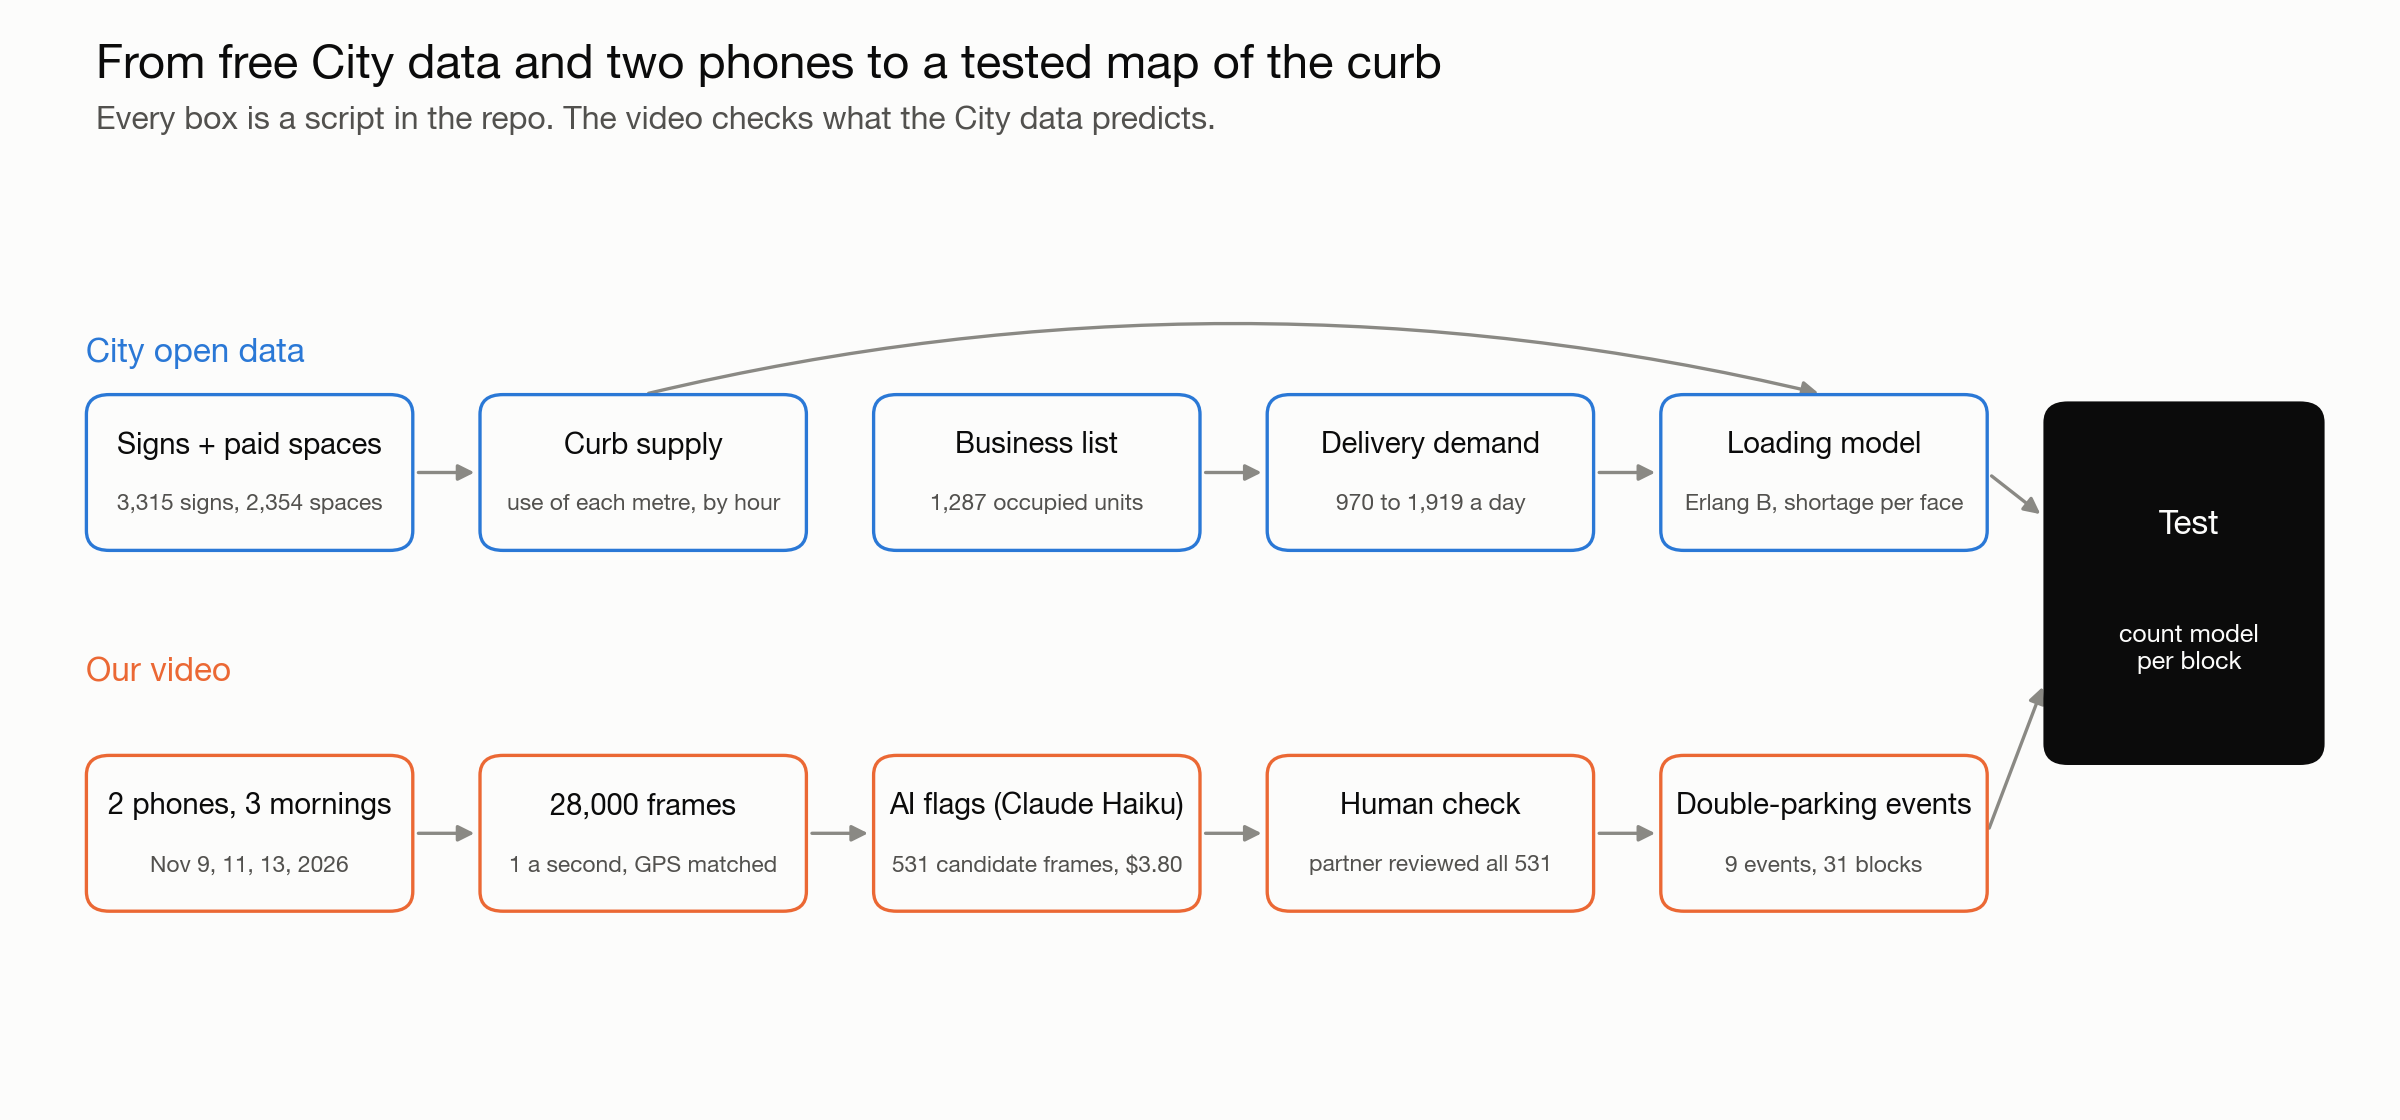 From free City data and two phones to a tested map of the curb
Every box is a script in the repo. The video checks what the City data predicts.
City open data
Signs + paid spaces
3,315 signs, 2,354 spaces
Curb supply
use of each metre, by hour
Business list
1,287 occupied units
Delivery demand
970 to 1,919 a day
Loading model
Erlang B, shortage per face
Test
count model
per block
Our video
2 phones, 3 mornings
Nov 9, 11, 13, 2026
28,000 frames
1 a second, GPS matched
AI flags (Claude Haiku)
531 candidate frames, $3.80
Human check
partner reviewed all 531
Double-parking events
9 events, 31 blocks